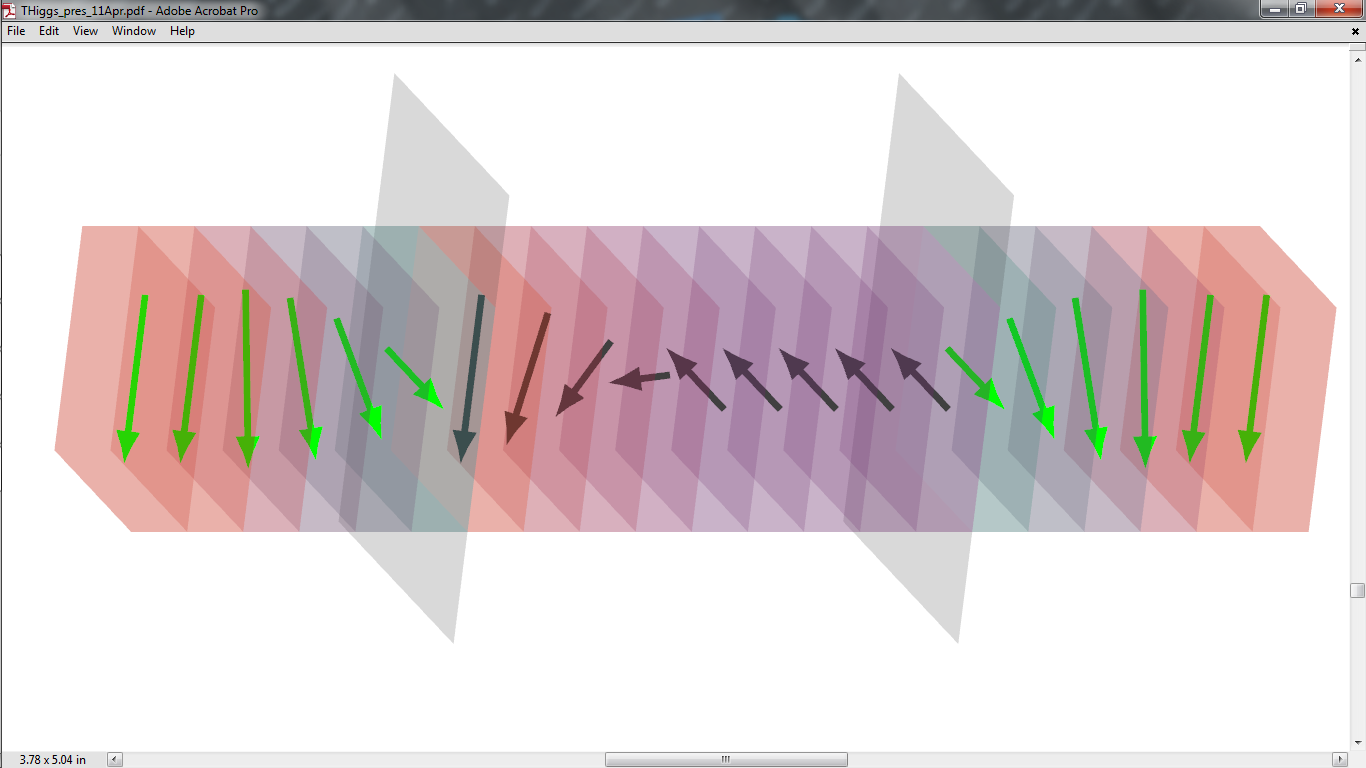 THiggs_pres_11Apr.pdf - Adobe Acrobat Pro
File Edit View Window Help
3.78 x 5.04 in